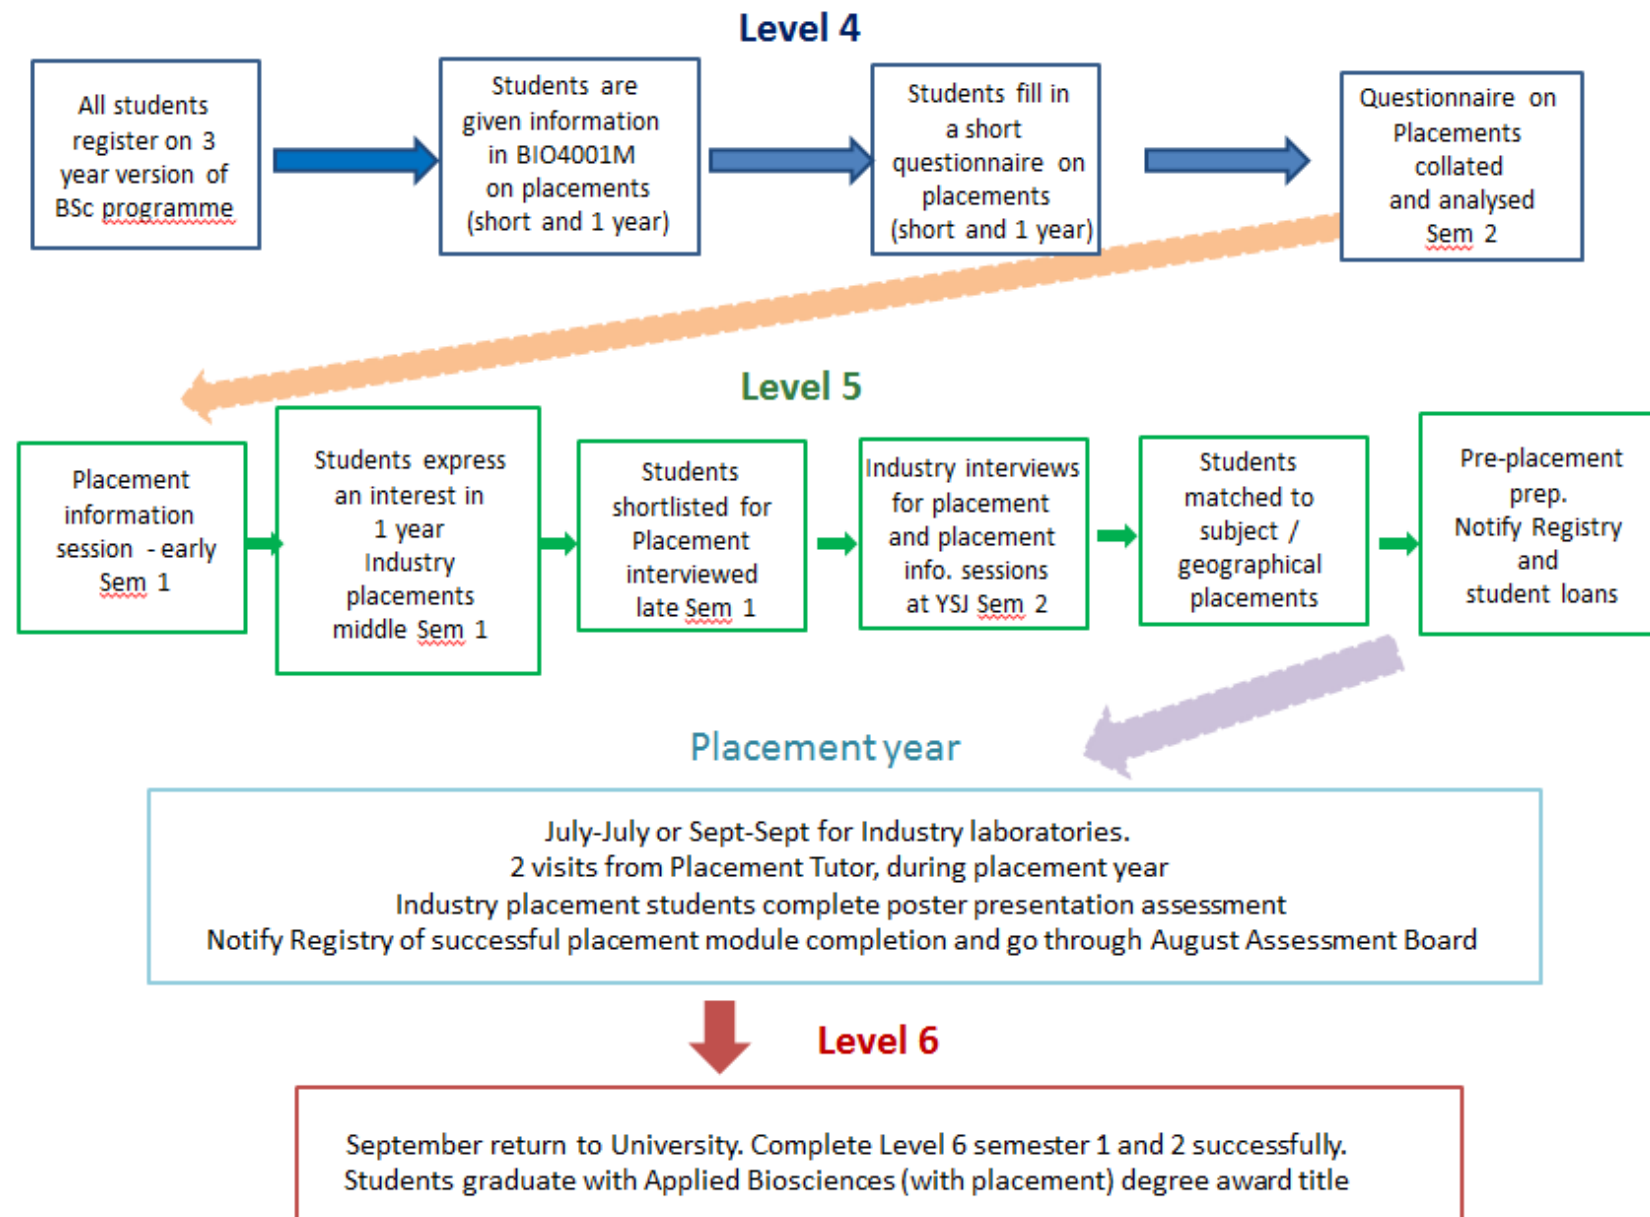 Level 4
All students
register on 3
year version of
BSc programme
Students are
given information
in BIO4001M
on placements
(short and 1 year)
Students fill in
a short
questionnaire on
placements
(short and 1 year)
Questionnaire on
Placements
collated
and analysed
Sem 2
Level 5
Placement
information
session - early
Sem 1
Students express
an interest in
1 year
Industry
placements
middle Sem 1
Students
shortlisted for
Placement
interviewed
late Sem 1
Industry interviews
for placement
and placement
info. sessions
at YSJ Sem 2
Students
matched to
subject /
geographical
placements
Pre-placement
prep.
Notify Registry
and
student loans
Placement year
July-July or Sept-Sept for Industry laboratories.
2 visits from Placement Tutor, during placement year
Industry placement students complete poster presentation assessment
Notify Registry of successful placement module completion and go through August Assessment Board
Level 6
September return to University. Complete Level 6 semester 1 and 2 successfully.
Students graduate with Applied Biosciences (with placement) degree award title